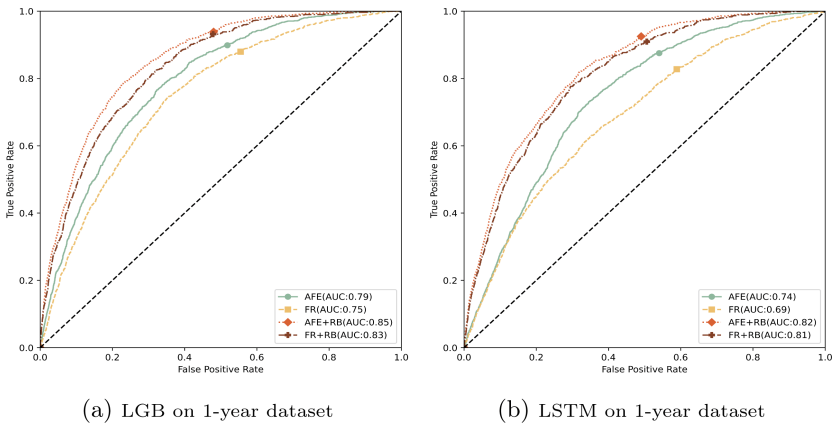 1.0
0.8
0.6
0.4
0.2
0.0
True Positive Rate
0.0 0.2 0.4 0.6 0.8 1.0
False Positive Rate
AFE(AUC:0.79)
FR(AUC:0.75)
AFE+RB(AUC:0.85)
FR+RB(AUC:0.83)
(a) LGB on 1-year dataset
1.0
0.8
0.6
0.4
0.2
0.0
True Positive Rate
0.0 0.2 0.4 0.6 0.8 1.0
False Positive Rate
AFE(AUC:0.74)
FR(AUC:0.69)
AFE+RB(AUC:0.82)
FR+RB(AUC:0.81)
(b) LSTM on 1-year dataset